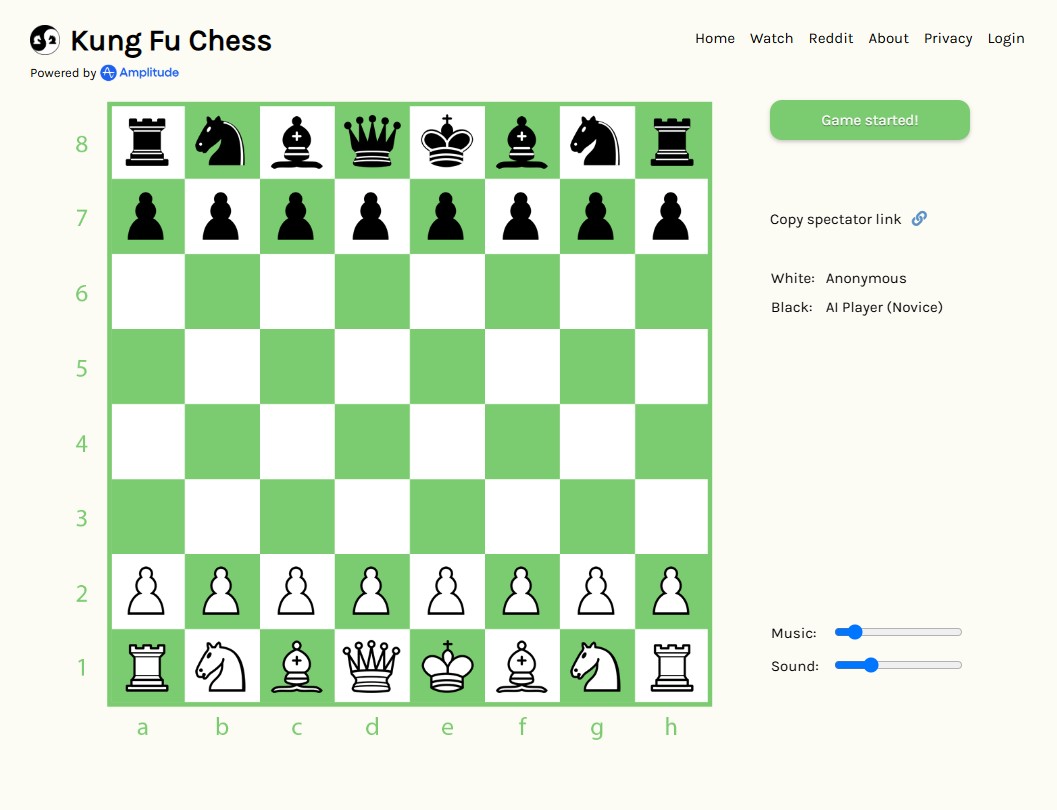 Kung Fu Chess
Powered by Amplitude
Home Watch Reddit About Privacy Login
8
7
6
5
4
3
2
1
a b c d e f g h
Game started!
Copy spectator link
White: Anonymous
Black: AI Player (Novice)
Music:
Sound: